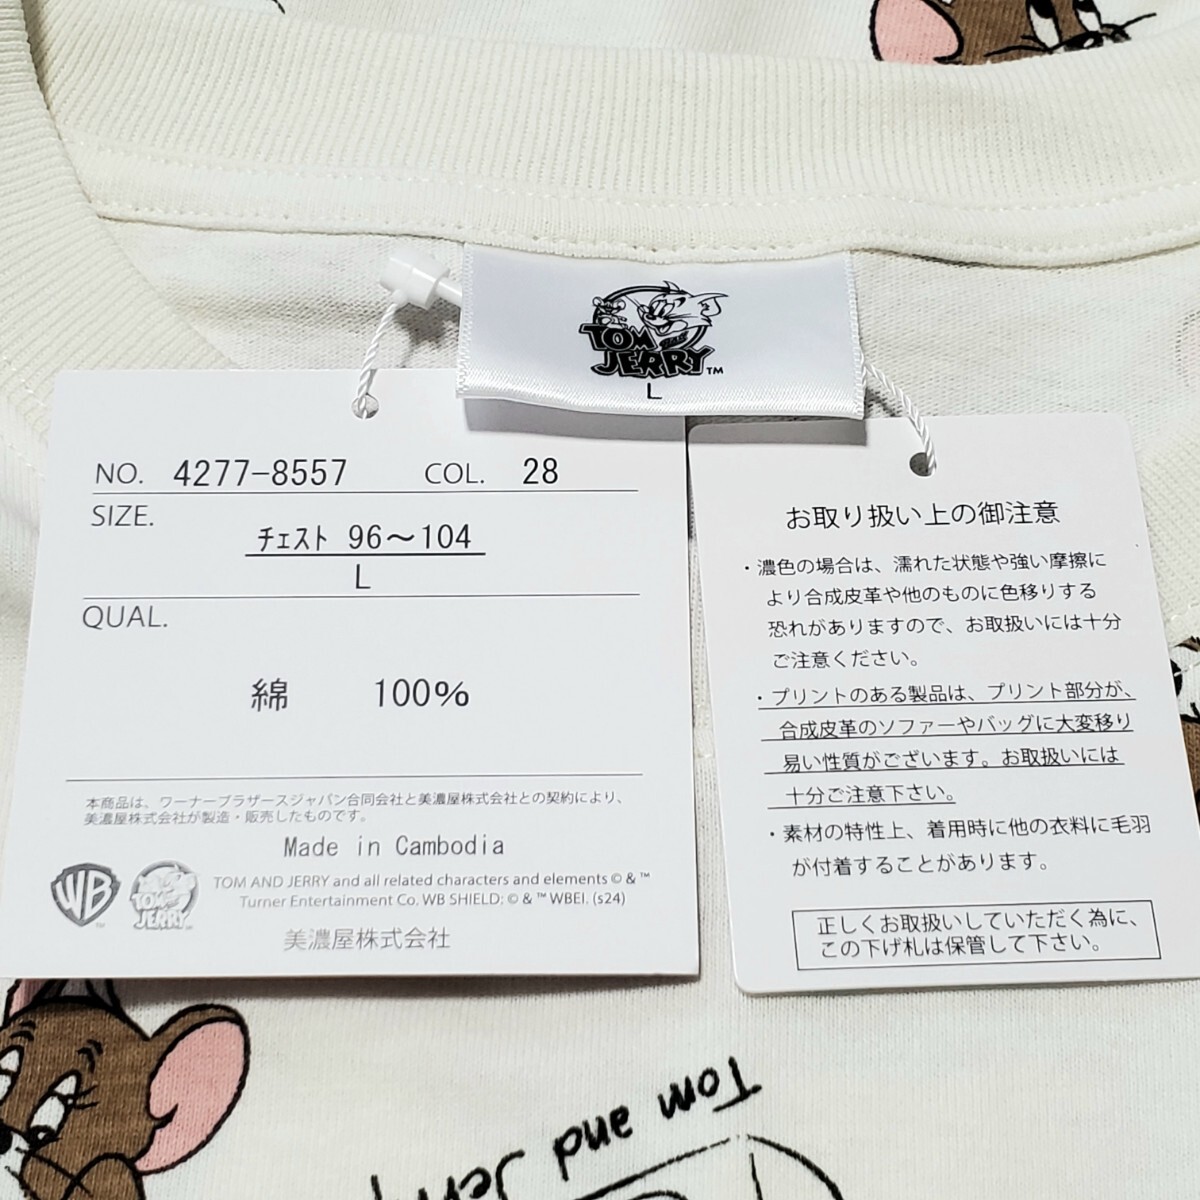 TOM
AND
JERRY™
L
NO. 4277-8557 COL. 28
SIZE.
チェスト 96～104
L
QUAL.
綿 100%
本商品は、ワーナーブラザースジャパン合同会社と美濃屋株式会社との契約により、
美濃屋株式会社が製造・販売したものです。
Made in Cambodia
WB™
TOM
JERRY
TOM AND JERRY and all related characters and elements © & ™
Turner Entertainment Co. WB SHIELD: © & ™ WBEI. (s24)
美濃屋株式会社
お取り扱い上の御注意
・濃色の場合は、濡れた状態や強い摩擦に
より合成皮革や他のものに色移りする
恐れがありますので、お取扱いには十分
ご注意ください。
・プリントのある製品は、プリント部分が、
合成皮革のソファーやバッグに大変移り
易い性質がございます。お取扱いには
十分ご注意下さい。
・素材の特性上、着用時に他の衣料に毛羽
が付着することがあります。
正しくお取扱いしていただく為に、
この下げ札は保管して下さい。
Tom and Jerry